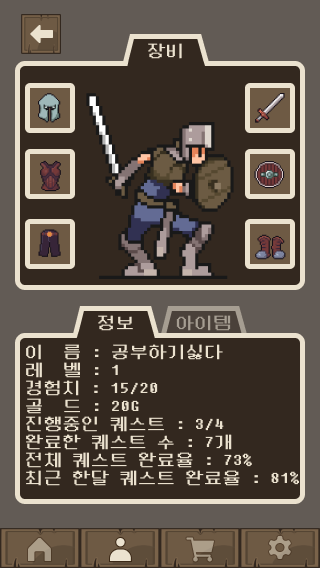 장비
정보 아이템
이 름 : 공부하기싫다
레 벨 : 1
경험치 : 15/20
골 드 : 20G
진행중인 퀘스트 : 3/4
완료한 퀘스트 수 : 7개
전체 퀘스트 완료율 : 73%
최근 한달 퀘스트 완료율 : 81%